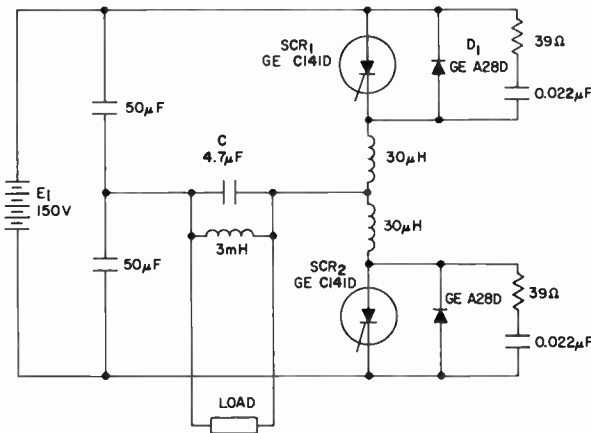 SCR1
GE C141D
D1
GE A28D
39Ω
0.022µF
50µF
C
4.7µF
30µH
E1
150V
3mH
30µH
50µF
SCR2
GE C141D
GE A28D
39Ω
0.022µF
LOAD